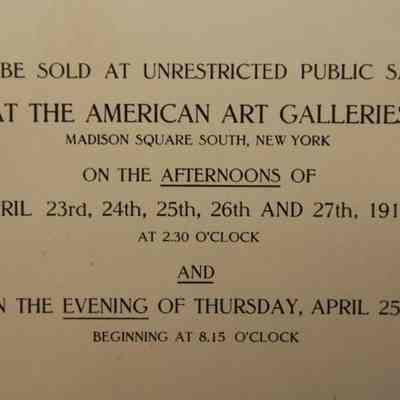 BE SOLD AT UNRESTRICTED PUBLIC SA
AT THE AMERICAN ART GALLERIES
MADISON SQUARE SOUTH, NEW YORK
ON THE AFTERNOONS OF
RIL 23rd, 24th, 25th, 26th AND 27th, 191
AT 2.30 O'CLOCK
AND
N THE EVENING OF THURSDAY, APRIL 25
BEGINNING AT 8.15 O'CLOCK